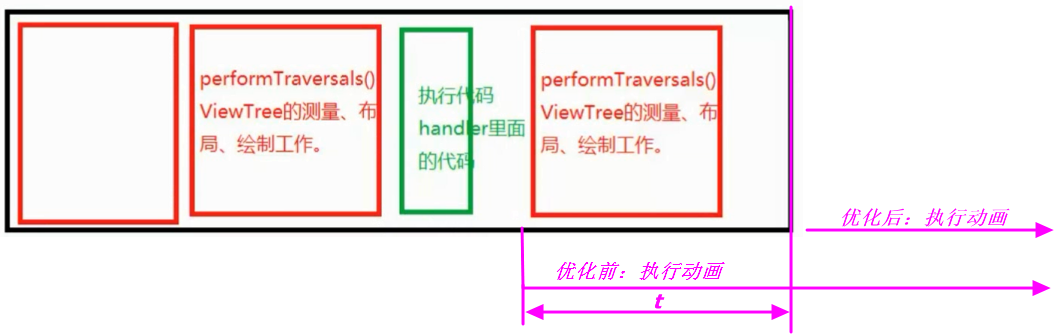 performTraversals()
ViewTree的测量、布
局、绘制工作。
执行代码
handler里面
的代码
performTraversals()
ViewTree的测量、布
局、绘制工作。
优化后：执行动画
优化前：执行动画
t